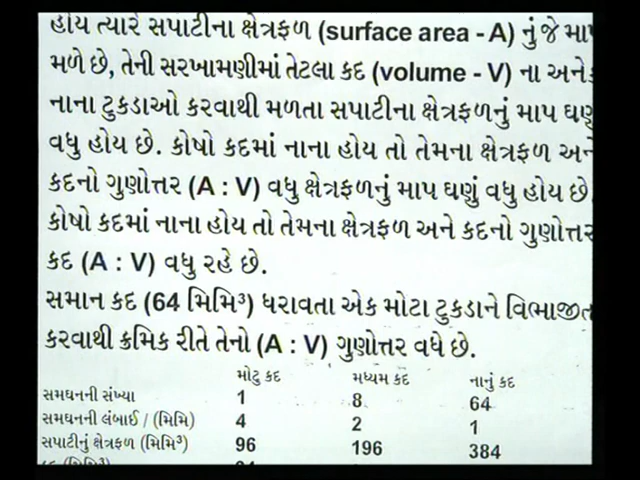 હોય ત્યારે સપાટીના ક્ષેત્રફળ (surface area - A) નું જે માપ
મળે છે, તેની સરખામણીમાં તેટલા કદ (volume - V) ના અનેક
નાના ટુકડાઓ કરવાથી મળતા સપાટીના ક્ષેત્રફળનું માપ ઘણું
વધુ હોય છે. કોષો કદમાં નાના હોય તો તેમના ક્ષેત્રફળ અને
કદનો ગુણોત્તર (A : V) વધુ ક્ષેત્રફળનું માપ ઘણું વધુ હોય છે.
કોષો કદમાં નાના હોય તો તેમના ક્ષેત્રફળ અને કદનો ગુણોત્તર
કદ (A : V) વધુ રહે છે.
સમાન કદ (64 મિમિ³) ધરાવતા એક મોટા ટુકડાને વિભાજીત
કરવાથી ક્રમિક રીતે તેનો (A : V) ગુણોત્તર વધે છે.
મોટુ કદ મધ્યમ કદ નાનું કદ
સમઘનની સંખ્યા 1 8 64
સમઘનની લંબાઈ / (મિમિ) 4 2 1
સપાટીનું ક્ષેત્રફળ (મિમિ³) 96 196 384